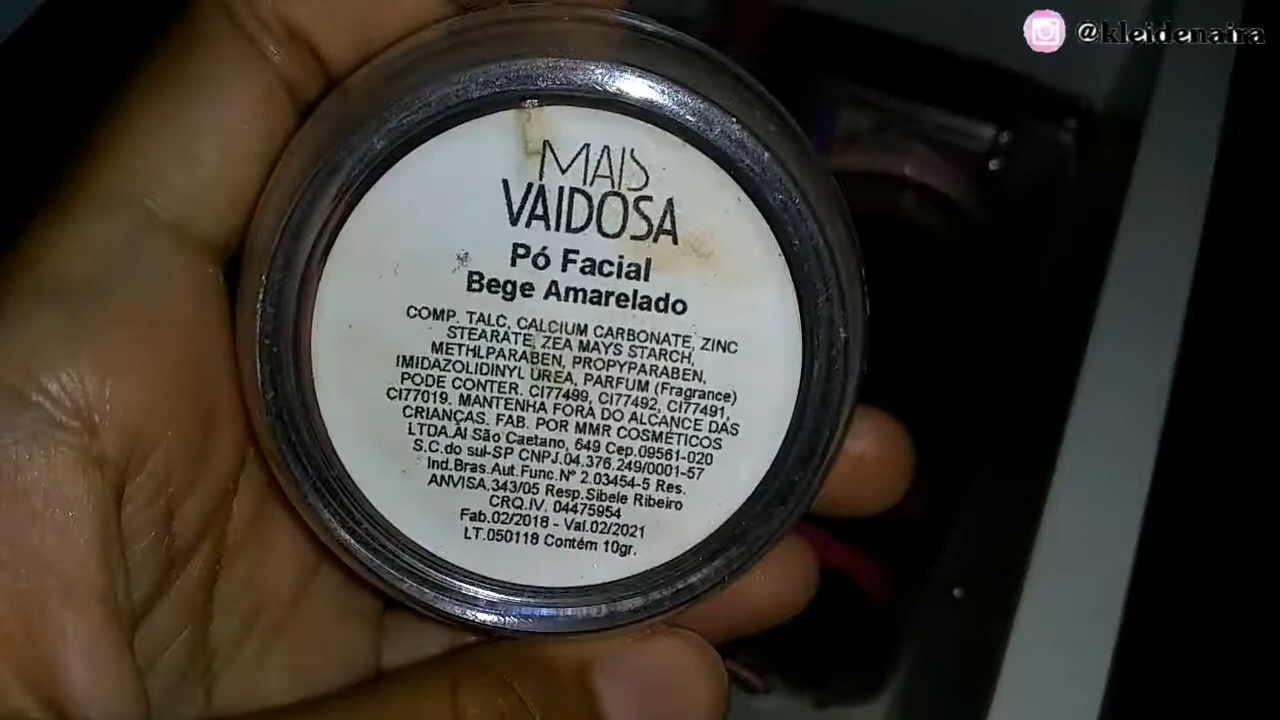 @kleidenaira
MAIS
VAIDOSA
Pó Facial
Bege Amarelado
COMP. TALC, CALCIUM CARBONATE, ZINC
STEARATE, ZEA MAYS STARCH,
METHLPARABEN, PROPYPARABEN,
IMIDAZOLIDINYL UREA, PARFUM (Fragrance)
PODE CONTER. CI77499, CI77492, CI77491,
CI77019. MANTENHA FORA DO ALCANCE DAS
CRIANÇAS. FAB. POR MMR COSMÉTICOS
LTDA.Al São Caetano, 649 Cep.09561-020
S.C.do sul-SP CNPJ.04.376.249/0001-57
Ind.Bras.Aut.Func.Nº 2.03454-5 Res.
ANVISA.343/05 Resp.Sibele Ribeiro
CRQ.IV. 04475954
Fab.02/2018 - Val.02/2021
LT.050118 Contém 10gr.